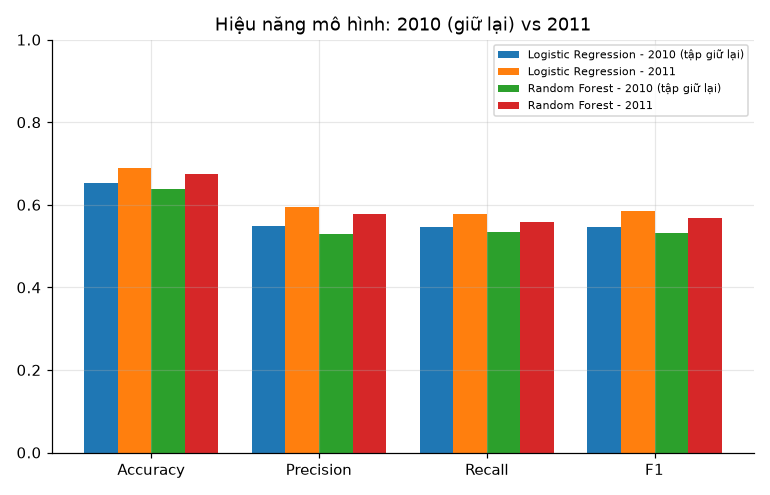 Hiệu năng mô hình: 2010 (giữ lại) vs 2011
Logistic Regression - 2010 (tập giữ lại)
Logistic Regression - 2011
Random Forest - 2010 (tập giữ lại)
Random Forest - 2011
1.0
0.8
0.6
0.4
0.2
0.0
Accuracy Precision Recall F1